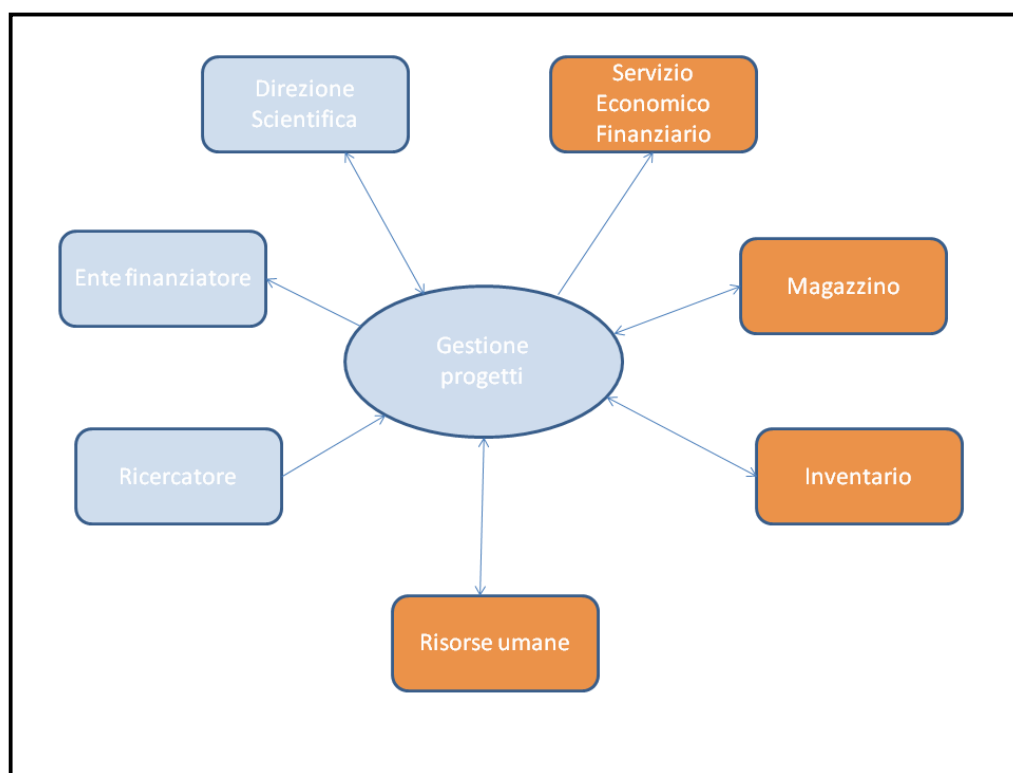 Direzione
Scientifica
Servizio
Economico
Finanziario
Ente finanziatore
Magazzino
Gestione
progetti
Ricercatore
Inventario
Risorse umane